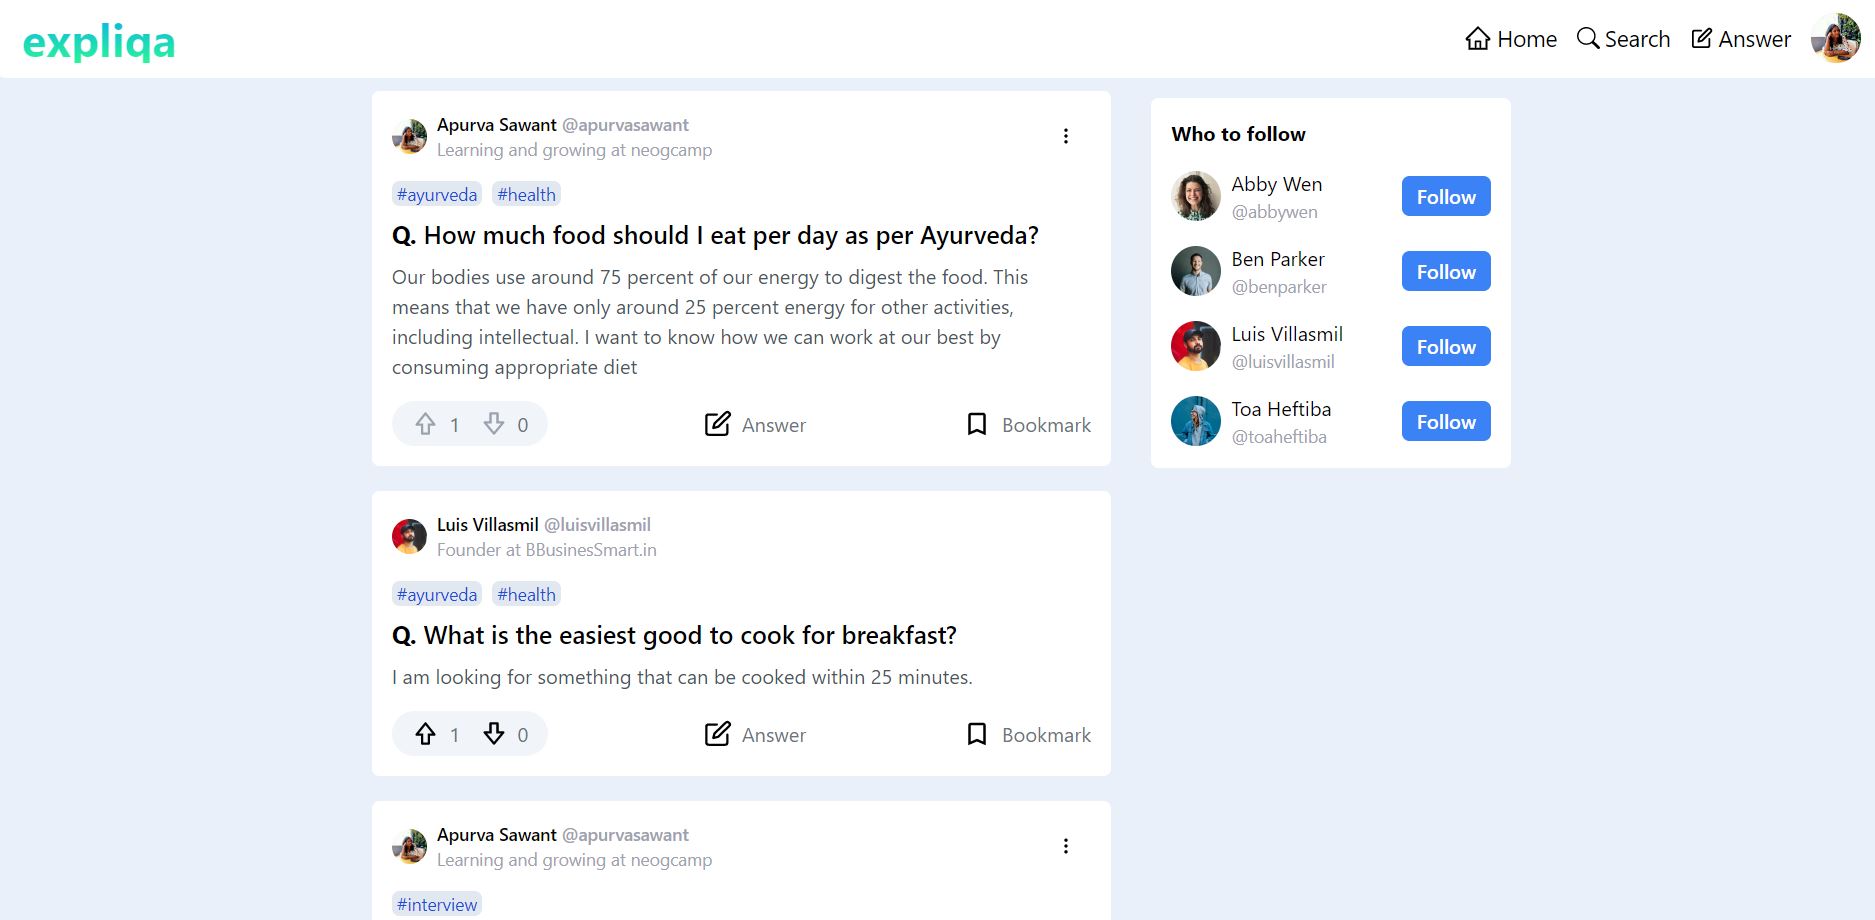 expliqa
Home Search Answer
Apurva Sawant @apurvasawant
Learning and growing at neogcamp
#ayurveda #health
Q. How much food should I eat per day as per Ayurveda?
Our bodies use around 75 percent of our energy to digest the food. This
means that we have only around 25 percent energy for other activities,
including intellectual. I want to know how we can work at our best by
consuming appropriate diet
1 0 Answer Bookmark
Luis Villasmil @luisvillasmil
Founder at BBusinesSmart.in
#ayurveda #health
Q. What is the easiest good to cook for breakfast?
I am looking for something that can be cooked within 25 minutes.
1 0 Answer Bookmark
Apurva Sawant @apurvasawant
Learning and growing at neogcamp
#interview
Who to follow
Abby Wen
@abbywen
Follow
Ben Parker
@benparker
Follow
Luis Villasmil
@luisvillasmil
Follow
Toa Heftiba
@toaheftiba
Follow